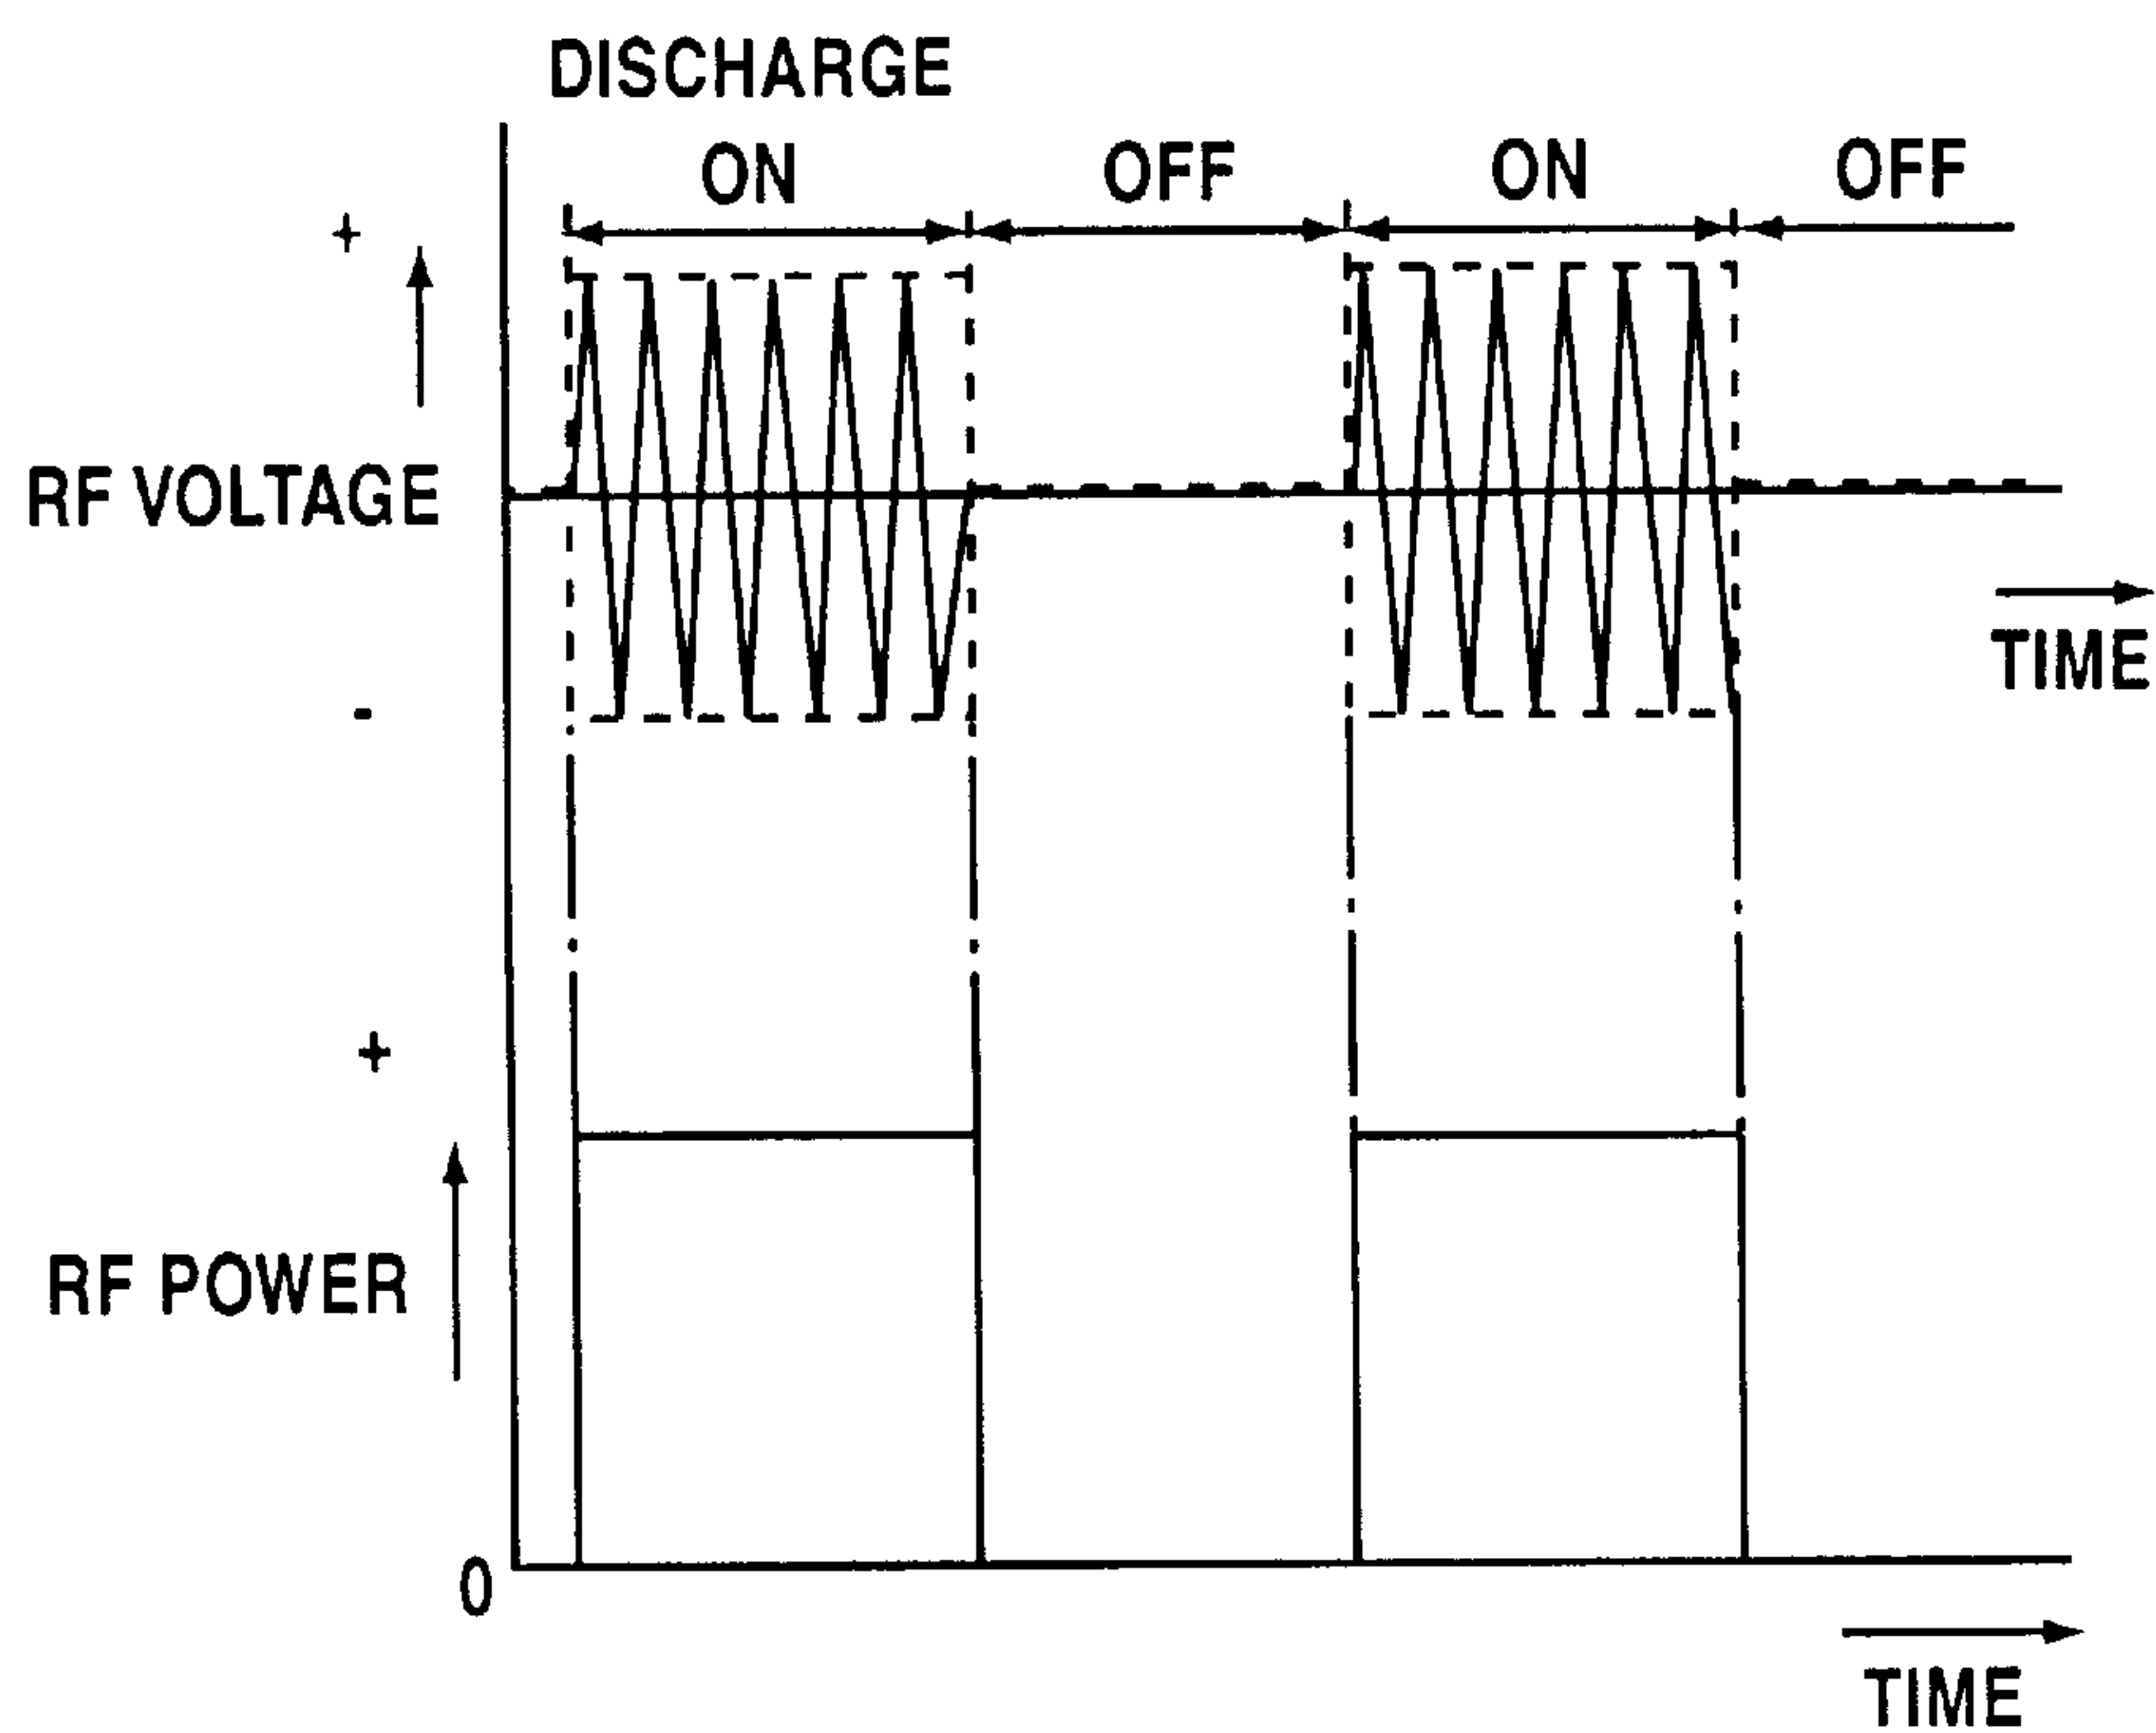 DISCHARGE
ON OFF ON OFF
+
RF VOLTAGE
TIME
-
+
RF POWER
0
TIME